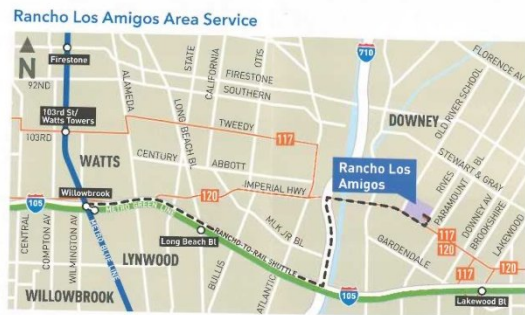 Rancho Los Amigos Area Service
N
Firestone
92ND
103rd St/
Watts Towers
103RD
WATTS
Willowbrook
105
CENTRAL
COMPTON AV
WILMINGTON AV
WILLOWBROOK
METRO BLUE LINE
METRO GREEN LINE
ALAMEDA
LONG BEACH BL
STATE
CALIFORNIA
OTIS
FIRESTONE
SOUTHERN
TWEEDY
117
CENTURY
ABBOTT
120
IMPERIAL HWY
MLK JR BL
Long Beach Bl
RANCHO-TO-RAIL SHUTTLE
LYNWOOD
BULLIS
ATLANTIC
105
710
DOWNEY
FLORENCE AV
OLD RIVER SCHOOL
STEWART & GRAY
BL
117
120
Rancho Los
Amigos
RIVES
PARAMOUNT
DOWNEY AV
BROOKSHIRE
LAKEWOOD
GARDENDALE
117
120
117
120
Lakewood Bl